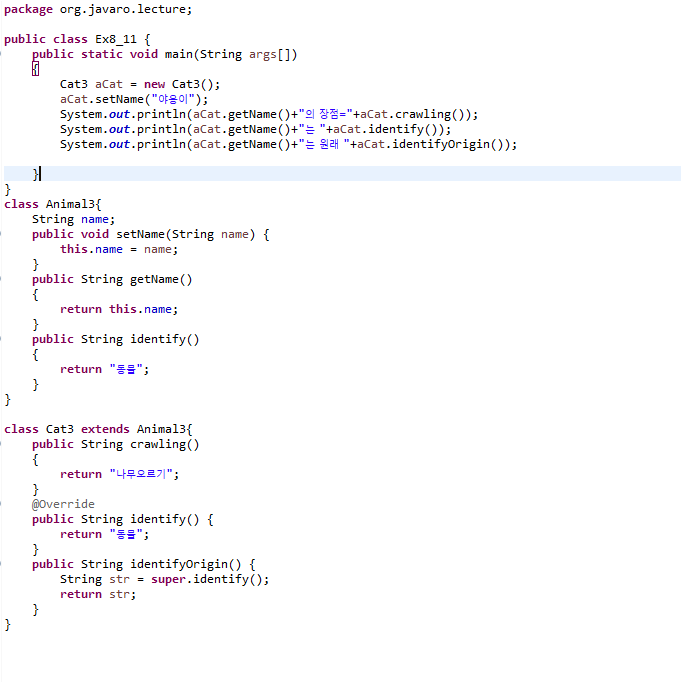 package org.javaro.lecture;
public class Ex8_11 {
public static void main(String args[])
{
Cat3 aCat = new Cat3();
aCat.setName("야옹이");
System.out.println(aCat.getName()+"의 장점="+aCat.crawling());
System.out.println(aCat.getName()+"는 "+aCat.identify());
System.out.println(aCat.getName()+"는 원래 "+aCat.identifyOrigin());
}
}
class Animal3{
String name;
public void setName(String name) {
this.name = name;
}
public String getName()
{
return this.name;
}
public String identify()
{
return "동물";
}
}
class Cat3 extends Animal3{
public String crawling()
{
return "나무오르기";
}
@Override
public String identify() {
return "동물";
}
public String identifyOrigin() {
String str = super.identify();
return str;
}
}